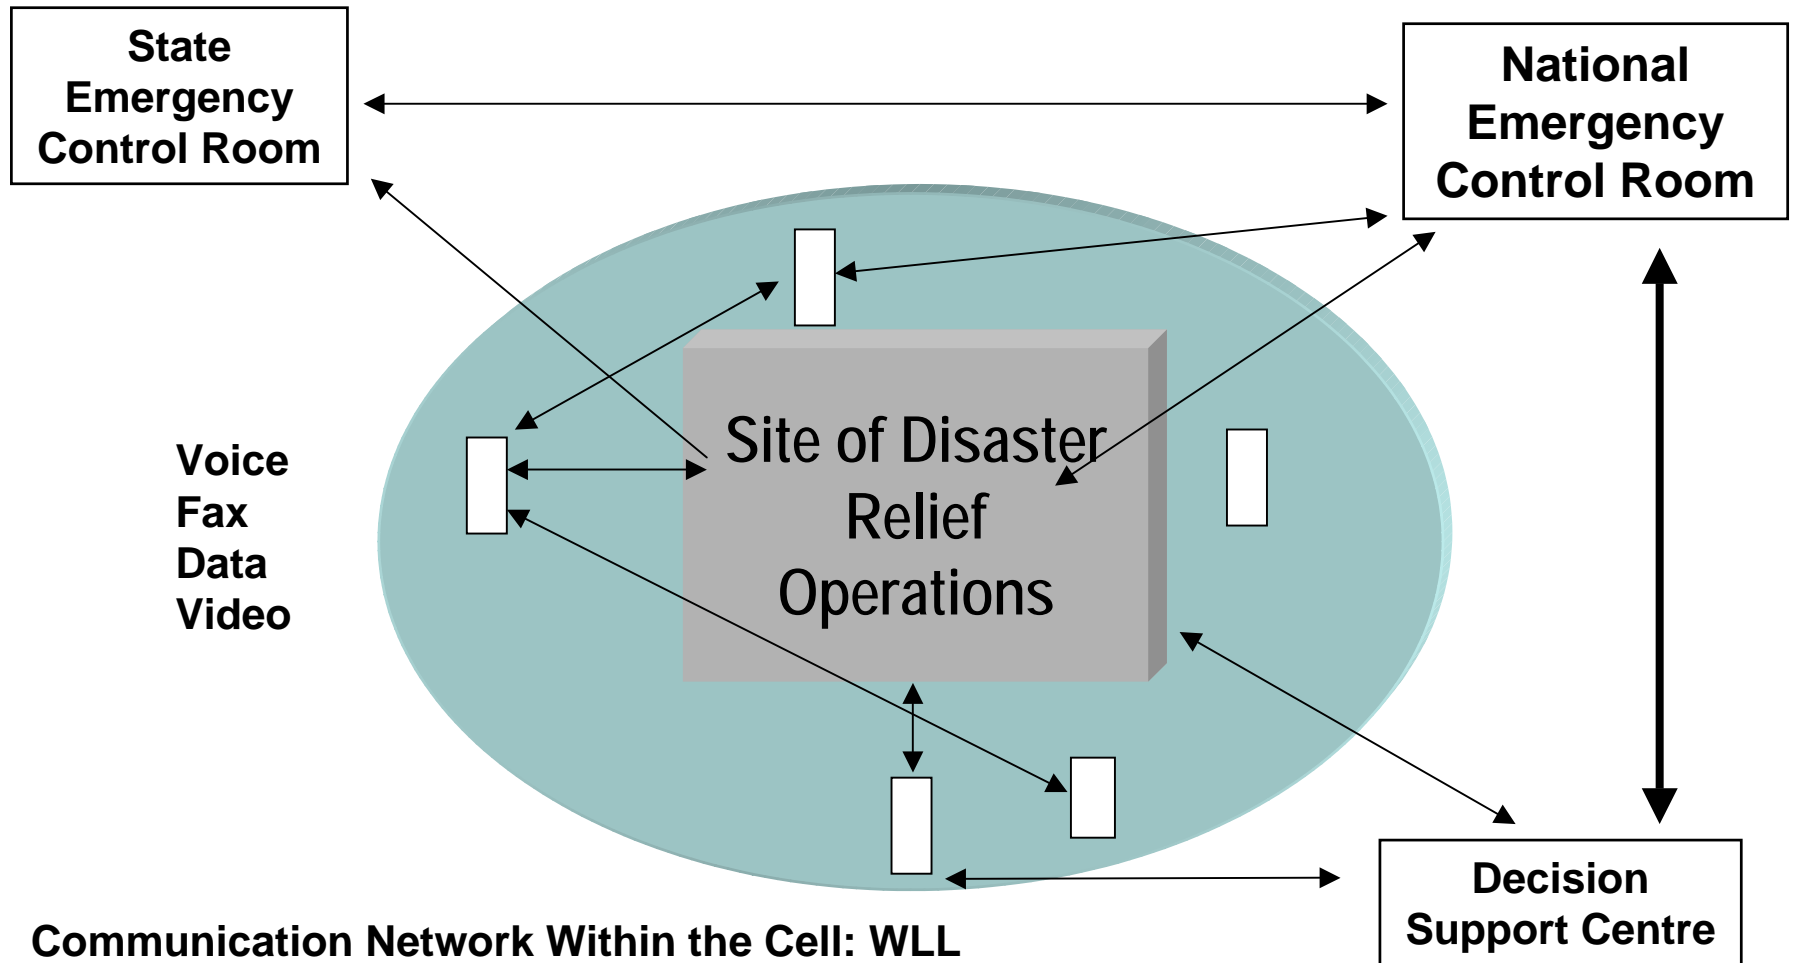 State
Emergency
Control Room
National
Emergency
Control Room
Site of Disaster
Relief
Operations
Voice
Fax
Data
Video
Decision
Support Centre
Communication Network Within the Cell: WLL